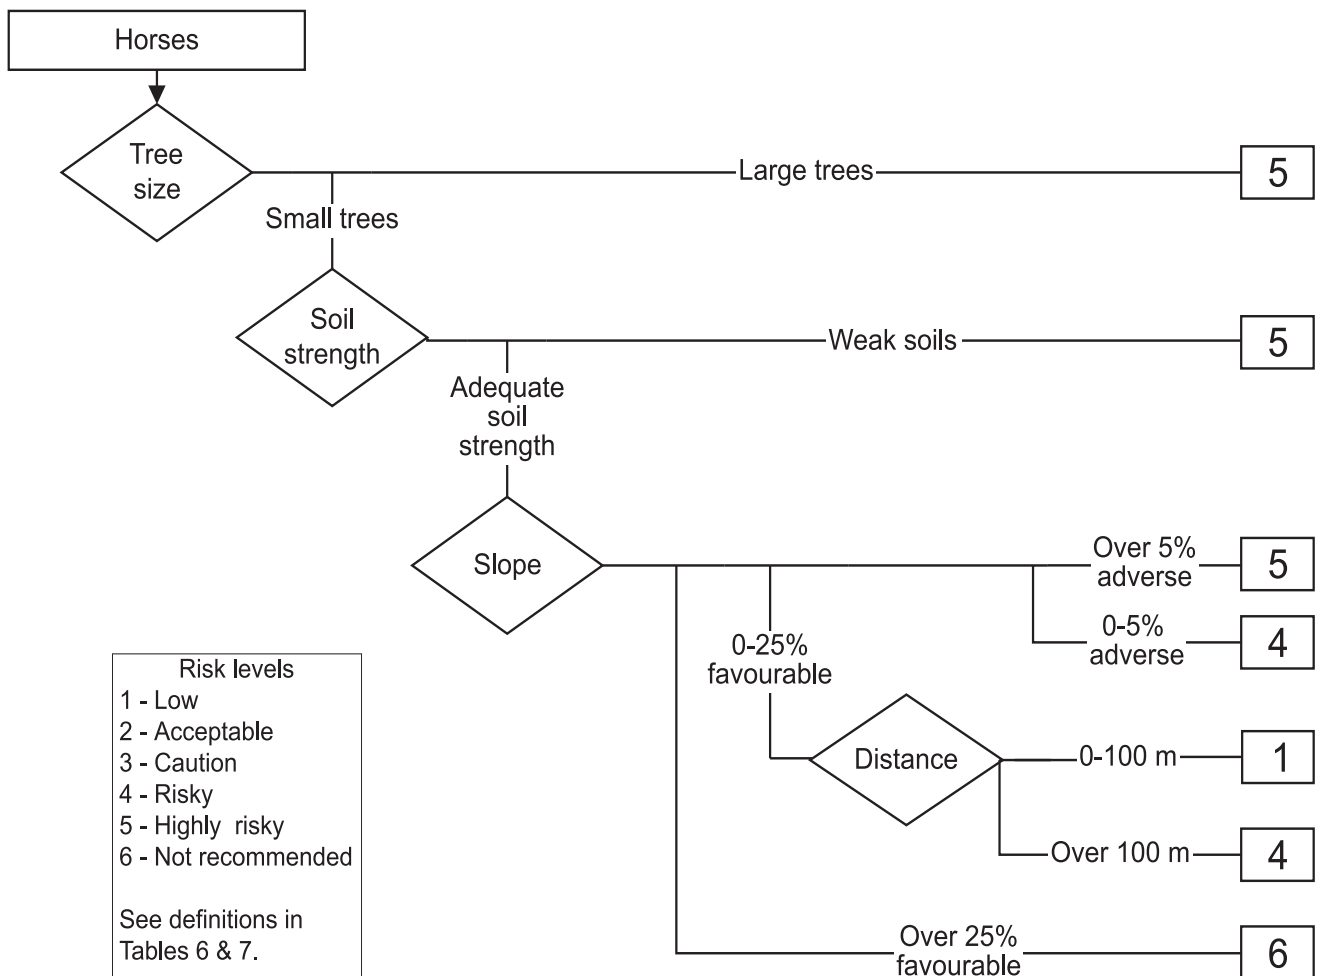 Horses
Tree
size
Large trees
5
Small trees
Soil
strength
Weak soils
5
Adequate
soil
strength
Slope
Over 5%
adverse
5
0-5%
adverse
4
0-25%
favourable
Distance
0-100 m
1
Over 100 m
4
Over 25%
favourable
6
Risk levels
1 - Low
2 - Acceptable
3 - Caution
4 - Risky
5 - Highly risky
6 - Not recommended
See definitions in
Tables 6 & 7.